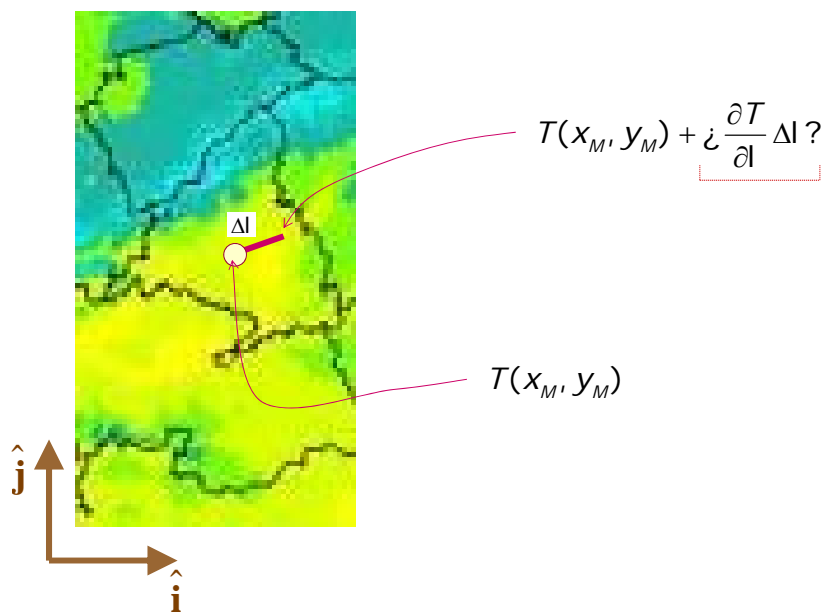 T(x_M, y_M) + ¿ ∂T/∂l Δl ?
Δl
T(x_M, y_M)
ĵ
î